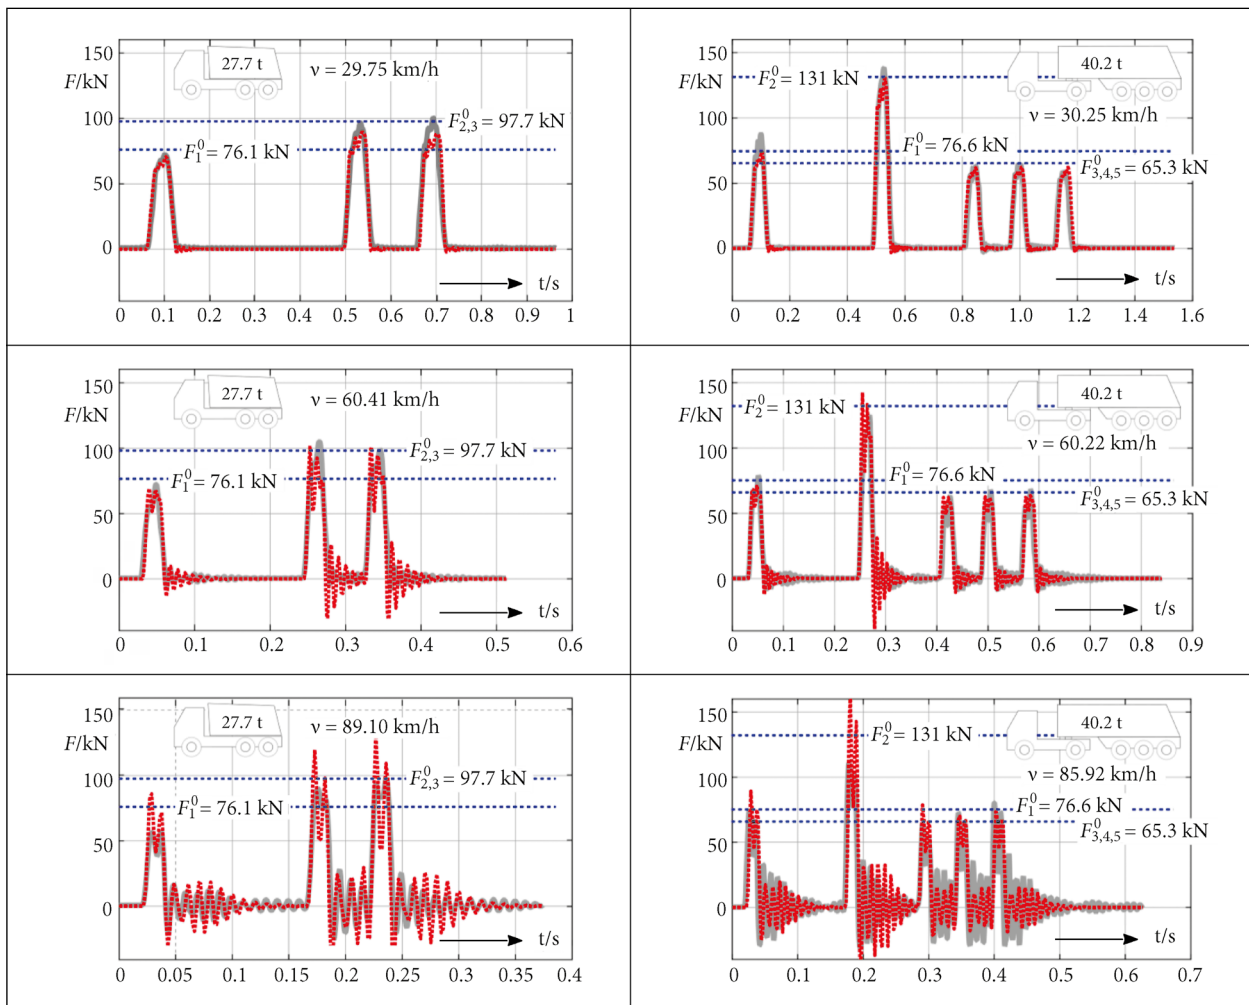 150
27.7 t
ν = 29.75 km/h
F/kN
100
F⁰₂,₃ = 97.7 kN
F⁰₁ = 76.1 kN
50
0
t/s
0 0.1 0.2 0.3 0.4 0.5 0.6 0.7 0.8 0.9 1
150
40.2 t
F⁰₂ = 131 kN
F/kN
ν = 30.25 km/h
100
F⁰₁ = 76.6 kN
F⁰₃,₄,₅ = 65.3 kN
50
0
t/s
0 0.2 0.4 0.6 0.8 1.0 1.2 1.4 1.6
150
27.7 t
ν = 60.41 km/h
F/kN
100
F⁰₂,₃ = 97.7 kN
F⁰₁ = 76.1 kN
50
0
t/s
0 0.1 0.2 0.3 0.4 0.5 0.6
150
40.2 t
F⁰₂ = 131 kN
F/kN
ν = 60.22 km/h
100
F⁰₁ = 76.6 kN
F⁰₃,₄,₅ = 65.3 kN
50
0
t/s
0 0.1 0.2 0.3 0.4 0.5 0.6 0.7 0.8 0.9
150
27.7 t
ν = 89.10 km/h
F/kN
100
F⁰₂,₃ = 97.7 kN
F⁰₁ = 76.1 kN
50
0
t/s
0 0.05 0.1 0.15 0.2 0.25 0.3 0.35 0.4
150
40.2 t
F⁰₂ = 131 kN
F/kN
ν = 85.92 km/h
100
F⁰₁ = 76.6 kN
F⁰₃,₄,₅ = 65.3 kN
50
0
t/s
0 0.1 0.2 0.3 0.4 0.5 0.6 0.7